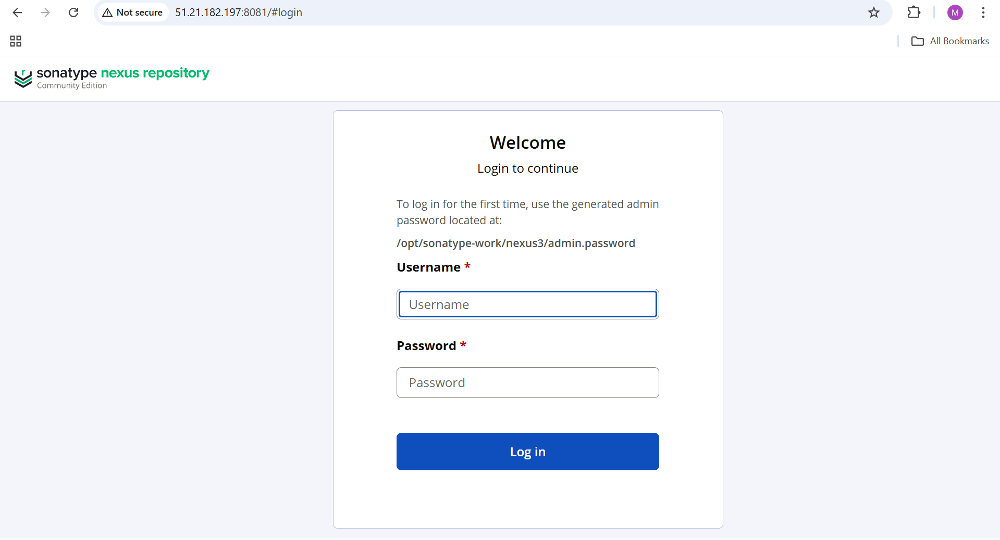 Not secure 51.21.182.197:8081/#login
M
All Bookmarks
sonatype nexus repository
Community Edition
Welcome
Login to continue
To log in for the first time, use the generated admin
password located at:
/opt/sonatype-work/nexus3/admin.password
Username *
Username
Password *
Password
Log in